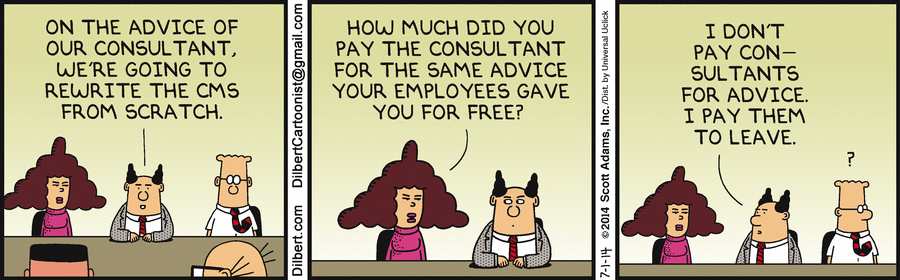 ON THE ADVICE OF
OUR CONSULTANT,
WE'RE GOING TO
REWRITE THE CMS
FROM SCRATCH.
Dilbert.com DilbertCartoonist@gmail.com
HOW MUCH DID YOU
PAY THE CONSULTANT
FOR THE SAME ADVICE
YOUR EMPLOYEES GAVE
YOU FOR FREE?
7-1-14 ©2014 Scott Adams, Inc./Dist. by Universal Uclick
I DON'T
PAY CON–
SULTANTS
FOR ADVICE.
I PAY THEM
TO LEAVE.
?